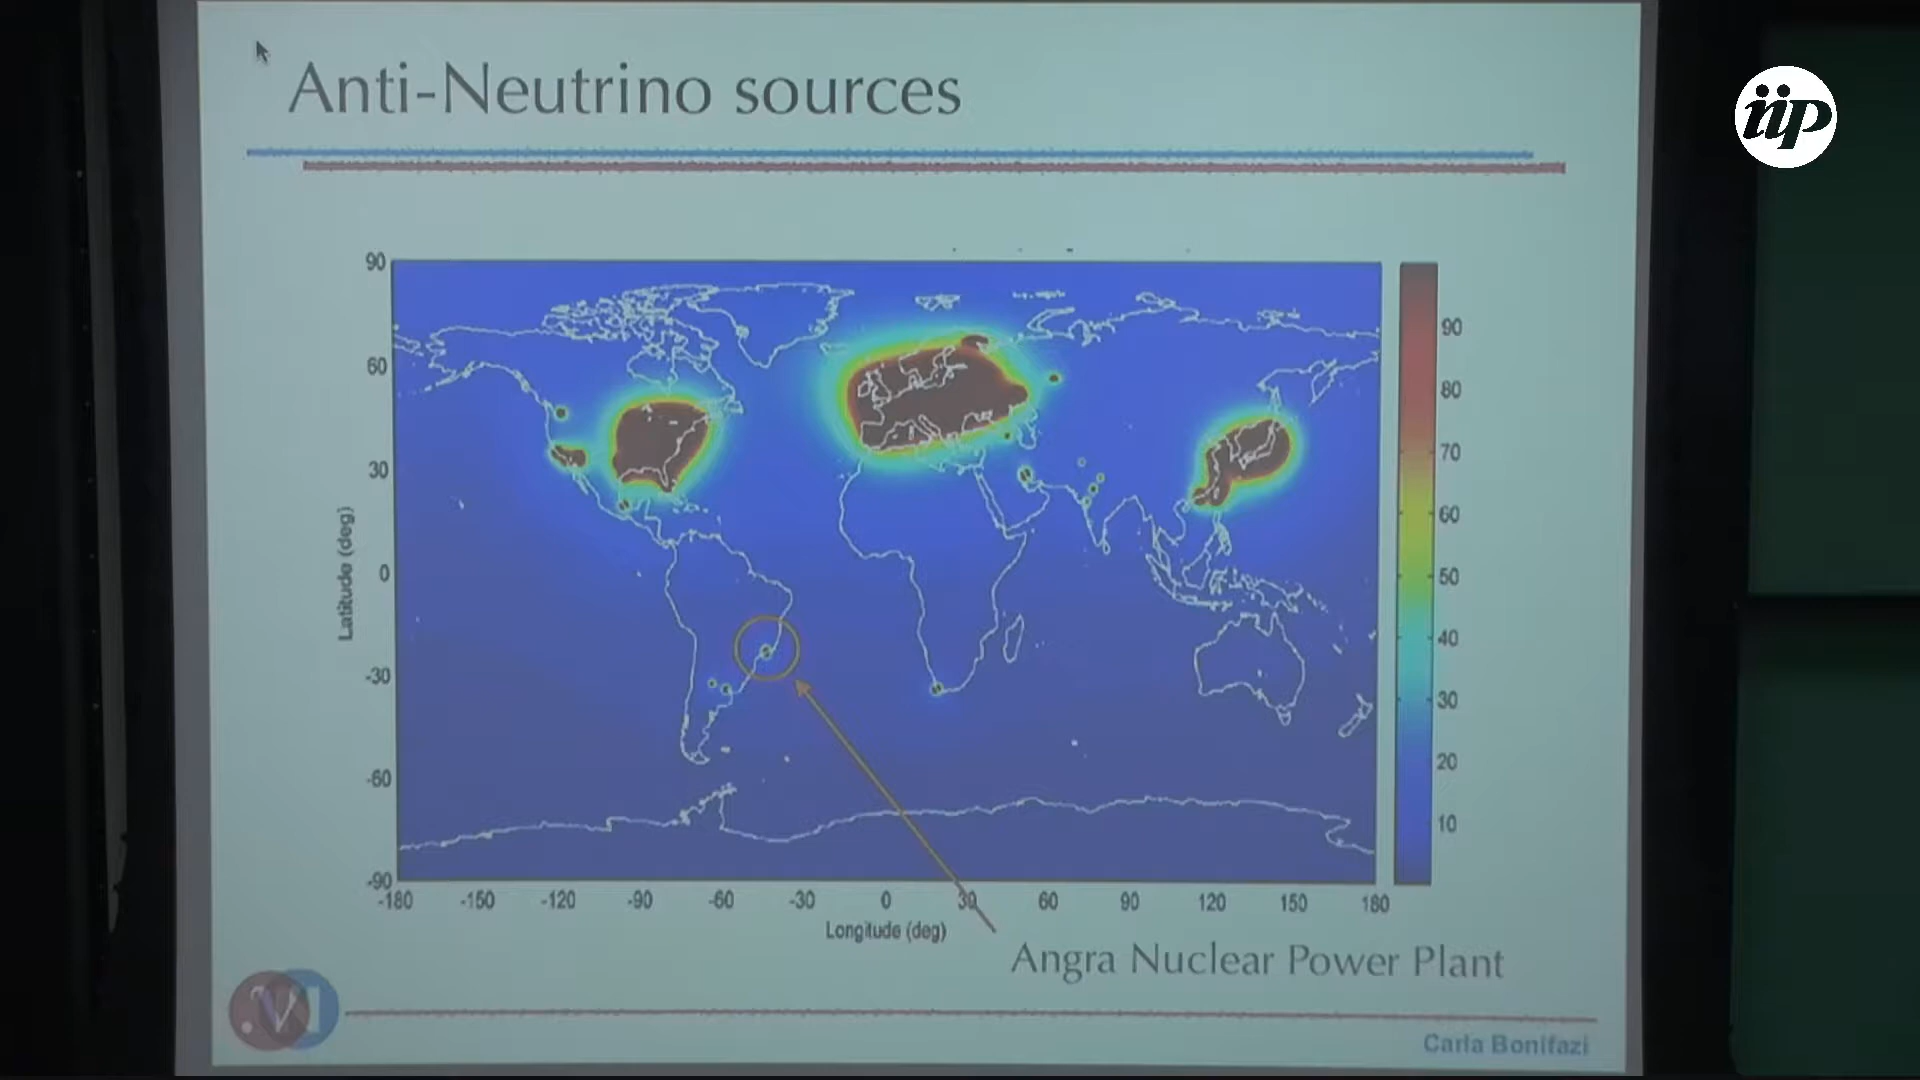 Anti-Neutrino sources
iip
90
60
30
0
-30
-60
-90
Latitude (deg)
-180 -150 -120 -90 -60 -30 0 30 60 90 120 150 180
Longitude (deg)
90
80
70
60
50
40
30
20
10
Angra Nuclear Power Plant
Carla Bonifazi